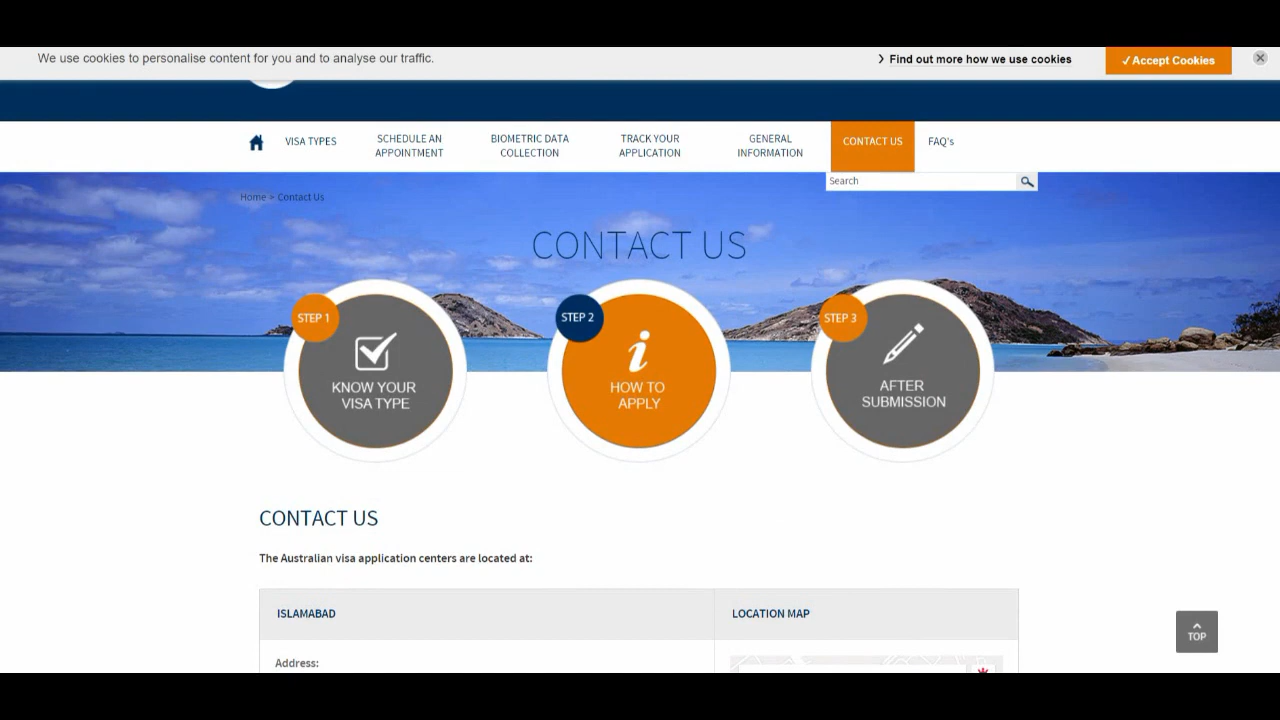 We use cookies to personalise content for you and to analyse our traffic.
Find out more how we use cookies
Accept Cookies
VISA TYPES
SCHEDULE AN
APPOINTMENT
BIOMETRIC DATA
COLLECTION
TRACK YOUR
APPLICATION
GENERAL
INFORMATION
CONTACT US
FAQ's
Search
Home > Contact Us
CONTACT US
STEP 1
KNOW YOUR
VISA TYPE
STEP 2
HOW TO
APPLY
STEP 3
AFTER
SUBMISSION
CONTACT US
The Australian visa application centers are located at:
ISLAMABAD
LOCATION MAP
Address:
TOP